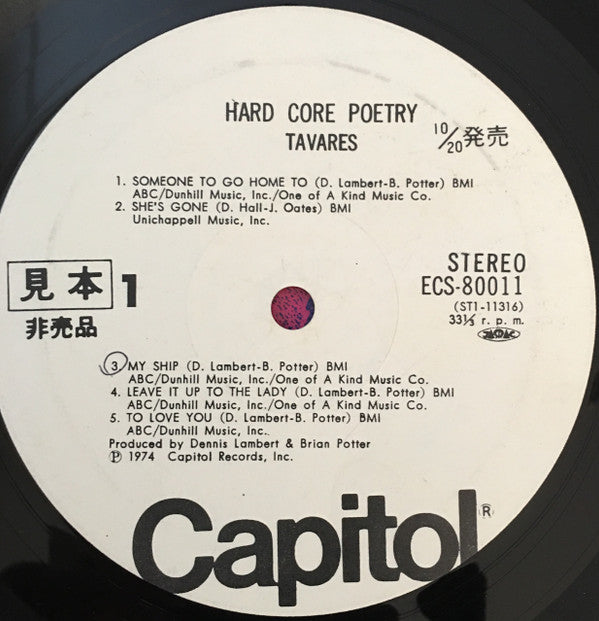 HARD CORE POETRY
TAVARES
10/20発売
1. SOMEONE TO GO HOME TO (D. Lambert-B. Potter) BMI
ABC/Dunhill Music, Inc./One of A Kind Music Co.
2. SHE'S GONE (D. Hall-J. Oates) BMI
Unichappell Music, Inc.
STEREO
ECS-80011
(ST1-11316)
33⅓ r. p. m.
見本 1
非売品
3. MY SHIP (D. Lambert-B. Potter) BMI
ABC/Dunhill Music, Inc./One of A Kind Music Co.
4. LEAVE IT UP TO THE LADY (D. Lambert-B. Potter) BMI
ABC/Dunhill Music, Inc./One of A Kind Music Co.
5. TO LOVE YOU (D. Lambert-B. Potter) BMI
ABC/Dunhill Music, Inc.
Produced by Dennis Lambert & Brian Potter
℗ 1974 Capitol Records, Inc.
Capitol®